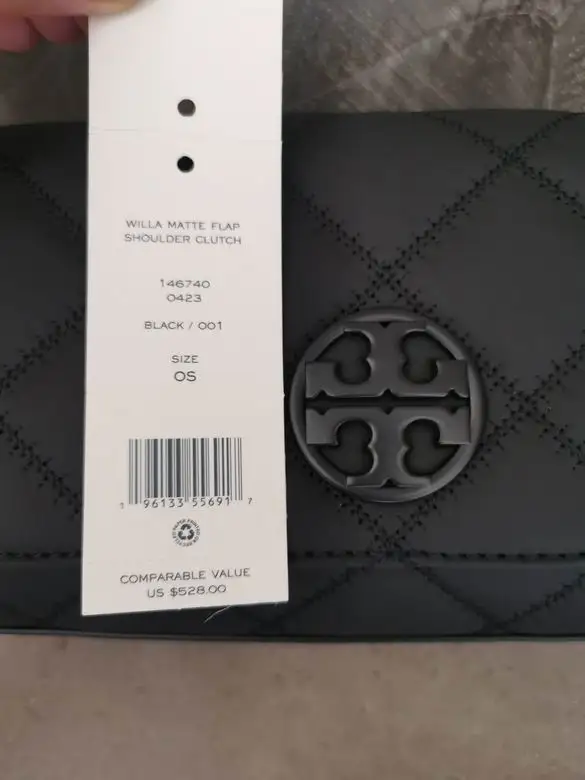 WILLA MATTE FLAP
SHOULDER CLUTCH
146740
0423
BLACK / 001
SIZE
OS
1 96133 55691 7
COMPARABLE VALUE
US $528.00